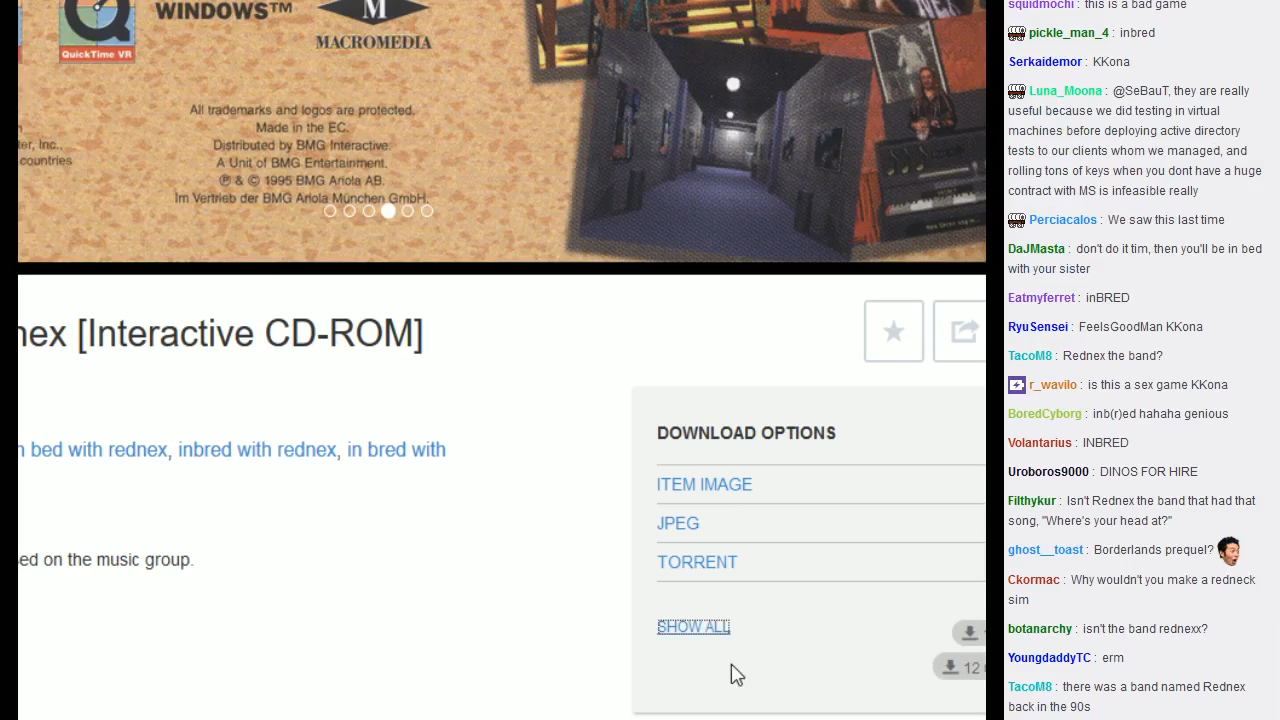 WINDOWS™
M
MACROMEDIA
QuickTime VR
All trademarks and logos are protected.
Made in the EC.
Distributed by BMG Interactive.
A Unit of BMG Entertainment.
℗ & © 1995 BMG Ariola AB.
Im Vertrieb der BMG Ariola München GmbH.
er, Inc.,
countries
nex [Interactive CD-ROM]
n bed with rednex, inbred with rednex, in bred with
ed on the music group.
DOWNLOAD OPTIONS
ITEM IMAGE
JPEG
TORRENT
SHOW ALL
12
squidmochi : this is a bad game
pickle_man_4 : inbred
Serkaidemor : KKona
Luna_Moona : @SeBauT, they are really
useful because we did testing in virtual
machines before deploying active directory
tests to our clients whom we managed, and
rolling tons of keys when you dont have a huge
contract with MS is infeasible really
Perciacalos : We saw this last time
DaJMasta : don't do it tim, then you'll be in bed
with your sister
Eatmyferret : inBRED
RyuSensei : FeelsGoodMan KKona
TacoM8 : Rednex the band?
r_wavilo : is this a sex game KKona
BoredCyborg : inb(r)ed hahaha genious
Volantarius : INBRED
Uroboros9000 : DINOS FOR HIRE
Filthykur : Isn't Rednex the band that had that
song, "Where's your head at?"
ghost__toast : Borderlands prequel?
Ckormac : Why wouldn't you make a redneck
sim
botanarchy : isn't the band rednexx?
YoungdaddyTC : erm
TacoM8 : there was a band named Rednex
back in the 90s